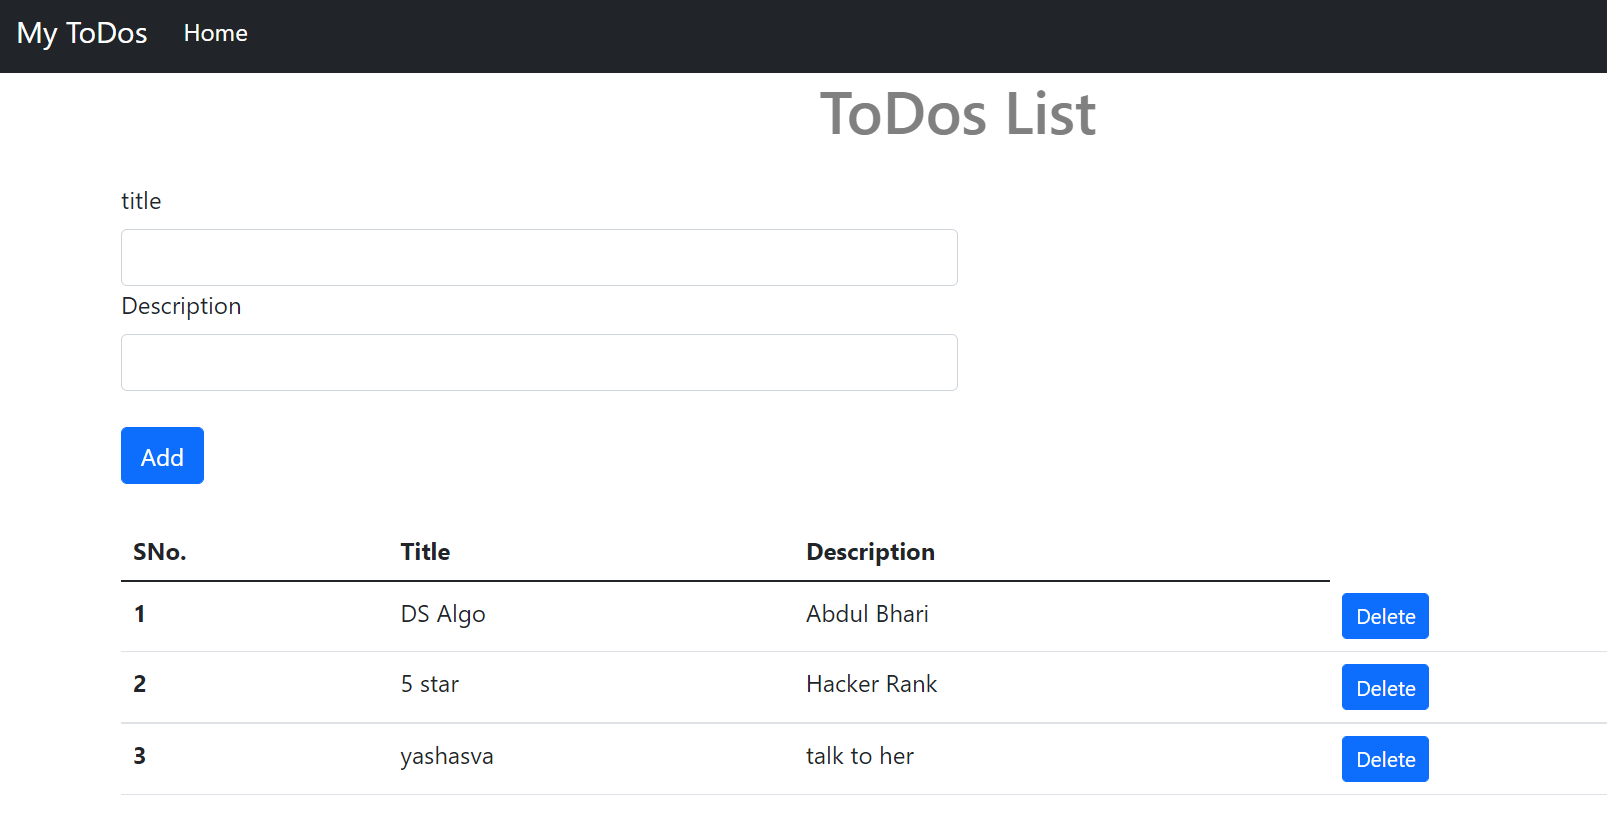 My ToDos Home
ToDos List
title
Description
Add
SNo. Title Description
1 DS Algo Abdul Bhari Delete
2 5 star Hacker Rank Delete
3 yashasva talk to her Delete